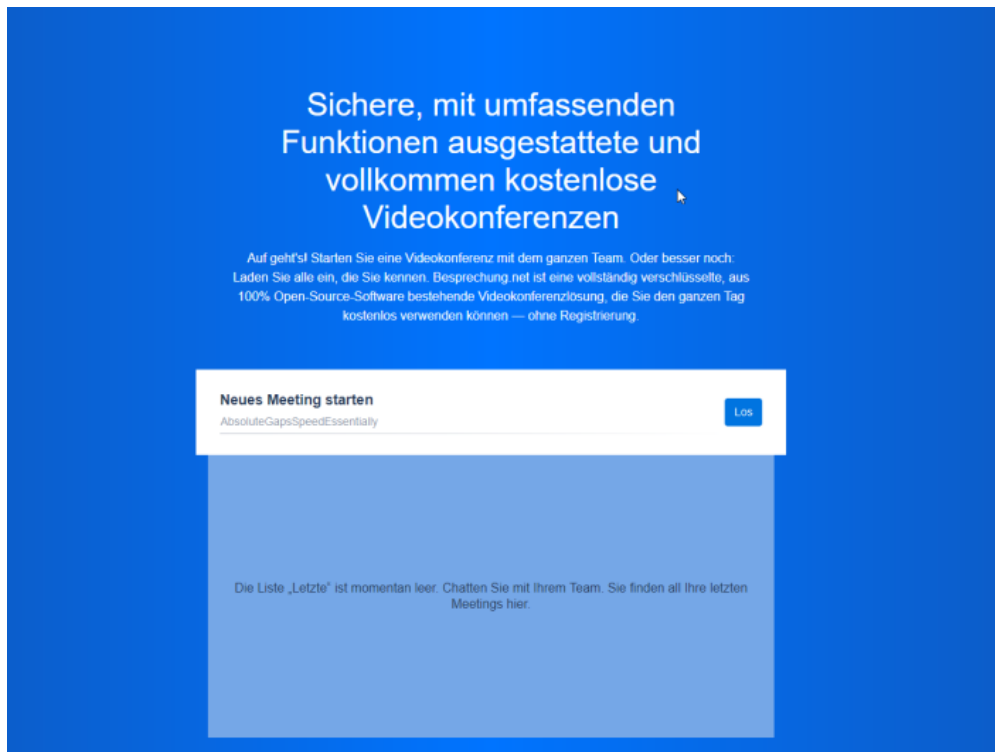 Sichere, mit umfassenden
Funktionen ausgestattete und
vollkommen kostenlose
Videokonferenzen
Auf geht's! Starten Sie eine Videokonferenz mit dem ganzen Team. Oder besser noch:
Laden Sie alle ein, die Sie kennen. Besprechung.net ist eine vollständig verschlüsselte, aus
100% Open-Source-Software bestehende Videokonferenzlösung, die Sie den ganzen Tag
kostenlos verwenden können — ohne Registrierung.
Neues Meeting starten
AbsoluteGapsSpeedEssentially
Los
Die Liste „Letzte“ ist momentan leer. Chatten Sie mit Ihrem Team. Sie finden all Ihre letzten
Meetings hier.